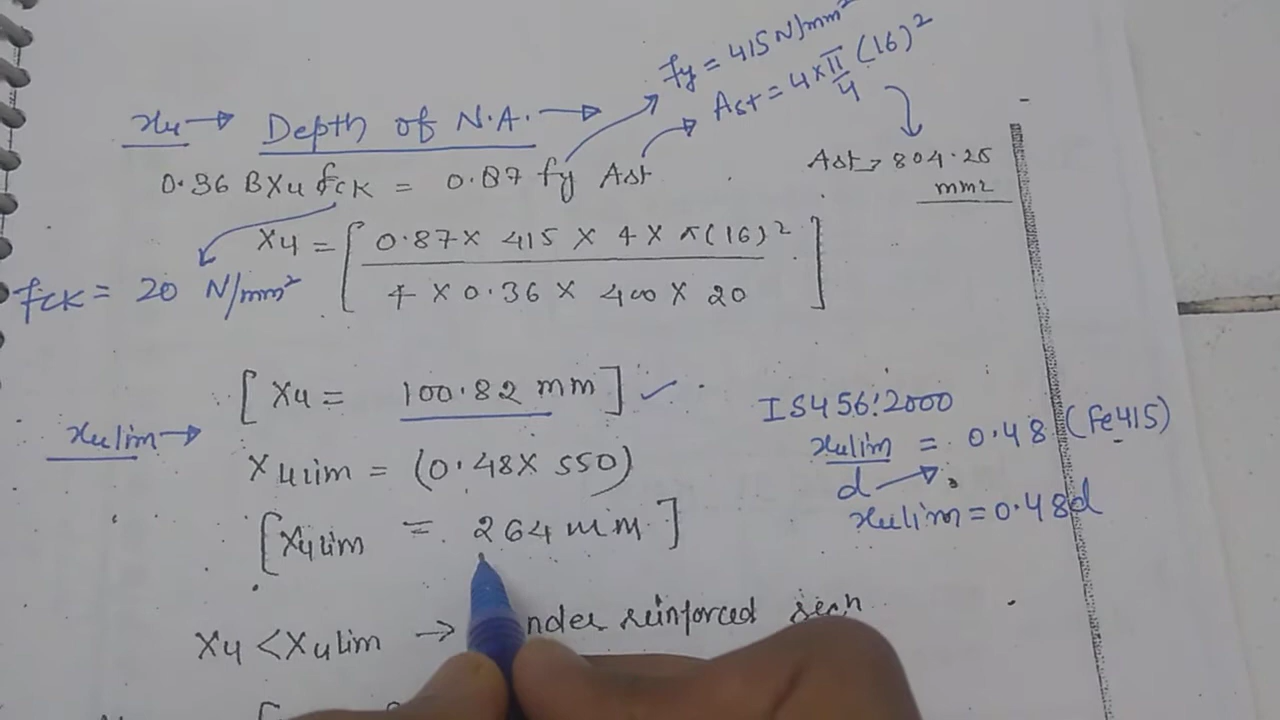 fy = 415 N/mm²
Ast = 4 × π/4 (16)²
xu → Depth of N.A. →
Ast = 804.25 mm2
0.36 BXu fck = 0.87 fy Ast
Xu = [ 0.87 × 415 × 4 × π(16)² / 4 × 0.36 × 400 × 20 ]
fck = 20 N/mm²
[ Xu = 100.82 mm ] ✓
IS456:2000
xulim → 
xulim / d = 0.48 (Fe415)
Xulim = (0.48 × 550)
xulim = 0.48d
[ Xulim = 264 mm ]
Xu < Xulim → nder reinforced